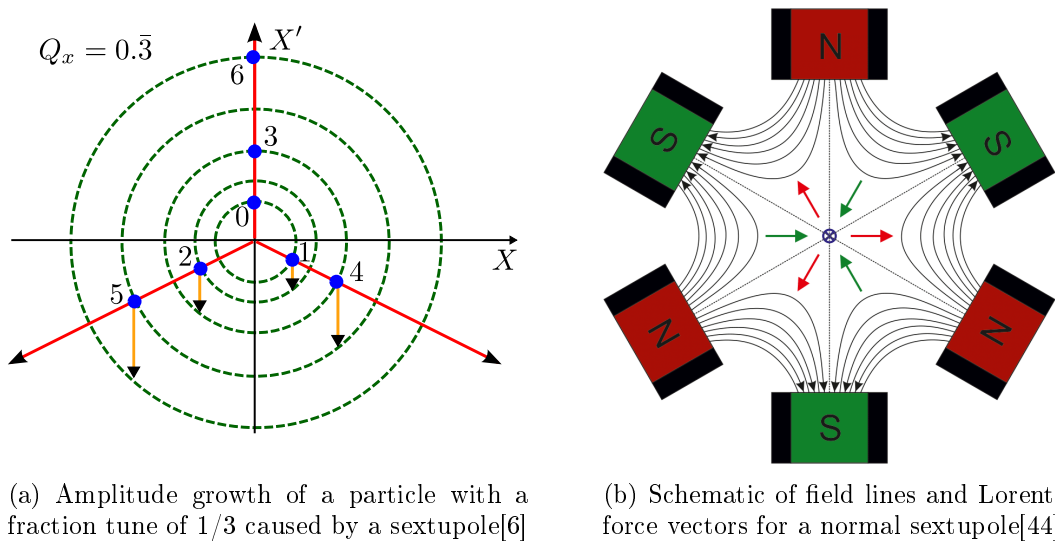 Q_x = 0.3̄
X′
6
3
0
2
1
4
5
X
N
S
S
N
N
S
(a) Amplitude growth of a particle with a
fraction tune of 1/3 caused by a sextupole[6]
(b) Schematic of field lines and Lorent
force vectors for a normal sextupole[44]